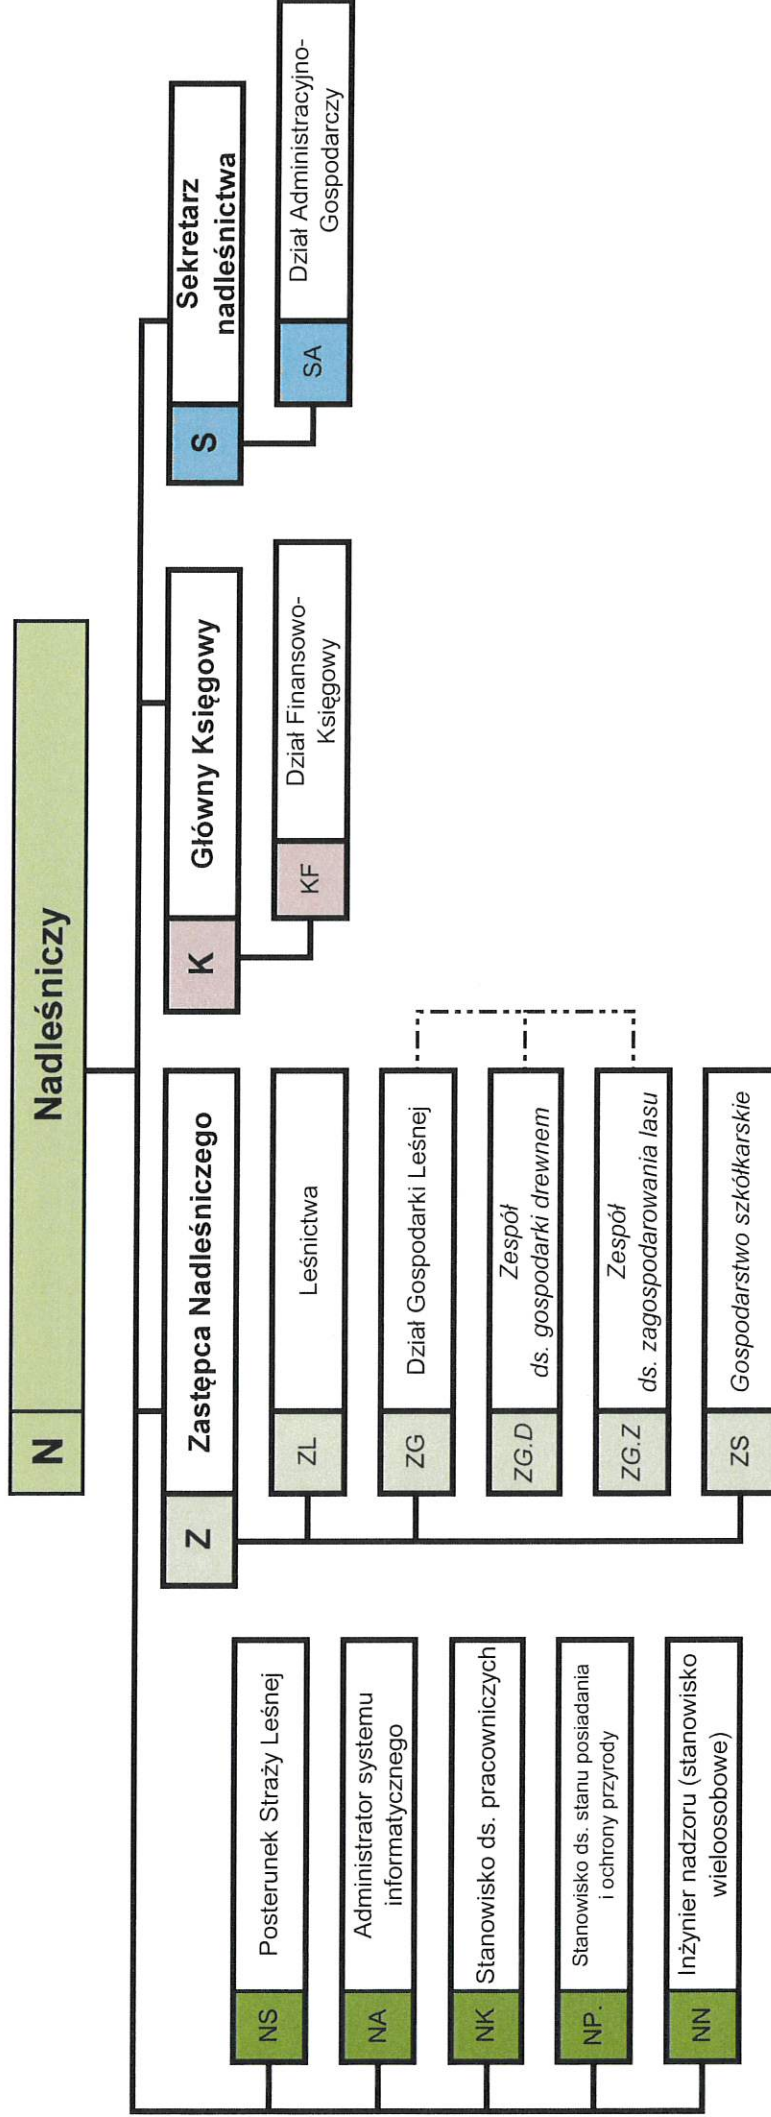 N
Nadleśniczy
NS
Posterunek Straży Leśnej
NA
Administrator systemu
informatycznego
NK
Stanowisko ds. pracowniczych
NP.
Stanowisko ds. stanu posiadania
i ochrony przyrody
NN
Inżynier nadzoru (stanowisko
wieloosobowe)
Z
Zastępca Nadleśniczego
ZL
Leśnictwa
ZG
Dział Gospodarki Leśnej
ZG.D
Zespół
ds. gospodarki drewnem
ZG.Z
Zespół
ds. zagospodarowania lasu
ZS
Gospodarstwo szkółkarskie
K
Główny Księgowy
KF
Dział Finansowo-
Księgowy
S
Sekretarz
nadleśnictwa
SA
Dział Administracyjno-
Gospodarczy